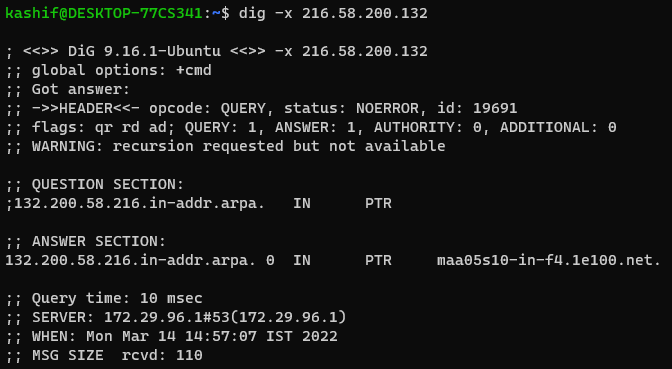 kashif@DESKTOP-77CS341:~$ dig -x 216.58.200.132
; <<>> DiG 9.16.1-Ubuntu <<>> -x 216.58.200.132
;; global options: +cmd
;; Got answer:
;; ->>HEADER<<- opcode: QUERY, status: NOERROR, id: 19691
;; flags: qr rd ad; QUERY: 1, ANSWER: 1, AUTHORITY: 0, ADDITIONAL: 0
;; WARNING: recursion requested but not available
;; QUESTION SECTION:
;132.200.58.216.in-addr.arpa. IN PTR
;; ANSWER SECTION:
132.200.58.216.in-addr.arpa. 0 IN PTR maa05s10-in-f4.1e100.net.
;; Query time: 10 msec
;; SERVER: 172.29.96.1#53(172.29.96.1)
;; WHEN: Mon Mar 14 14:57:07 IST 2022
;; MSG SIZE rcvd: 110